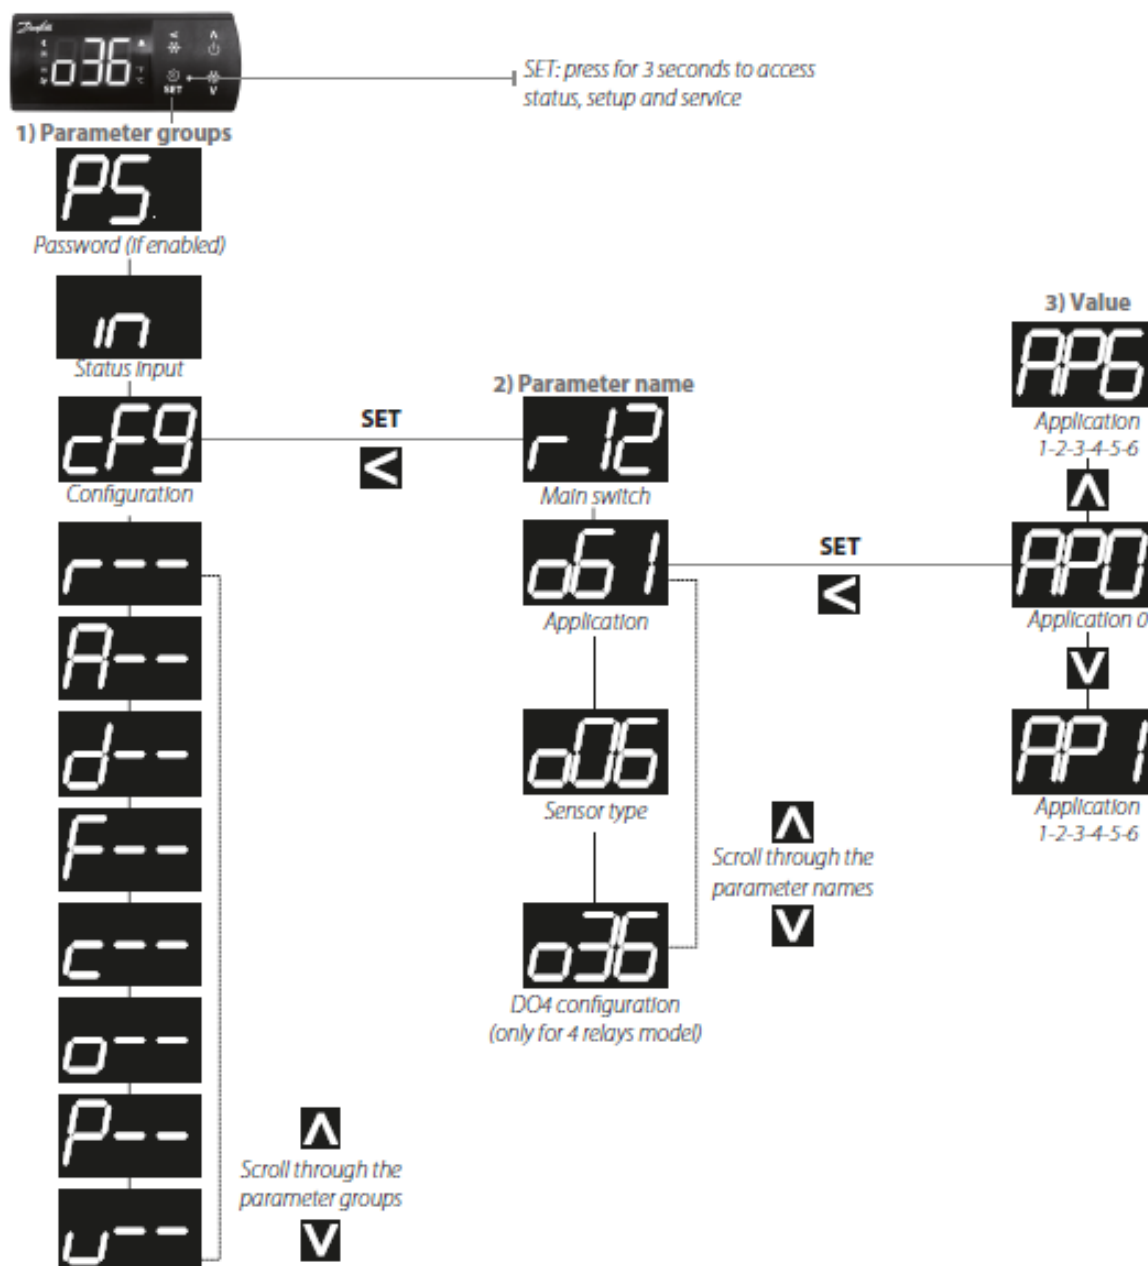 Danfoss
o36
SET
SET: press for 3 seconds to access
status, setup and service
1) Parameter groups
PS.
Password (if enabled)
in
Status input
cFg
Configuration
r--
A--
d--
F--
c--
o--
P--
u--
Scroll through the
parameter groups
SET
<
2) Parameter name
r12
Main switch
o61
Application
o06
Sensor type
o36
DO4 configuration
(only for 4 relays model)
Scroll through the
parameter names
SET
<
3) Value
AP6
Application
1-2-3-4-5-6
AP0
Application 0
AP1
Application
1-2-3-4-5-6